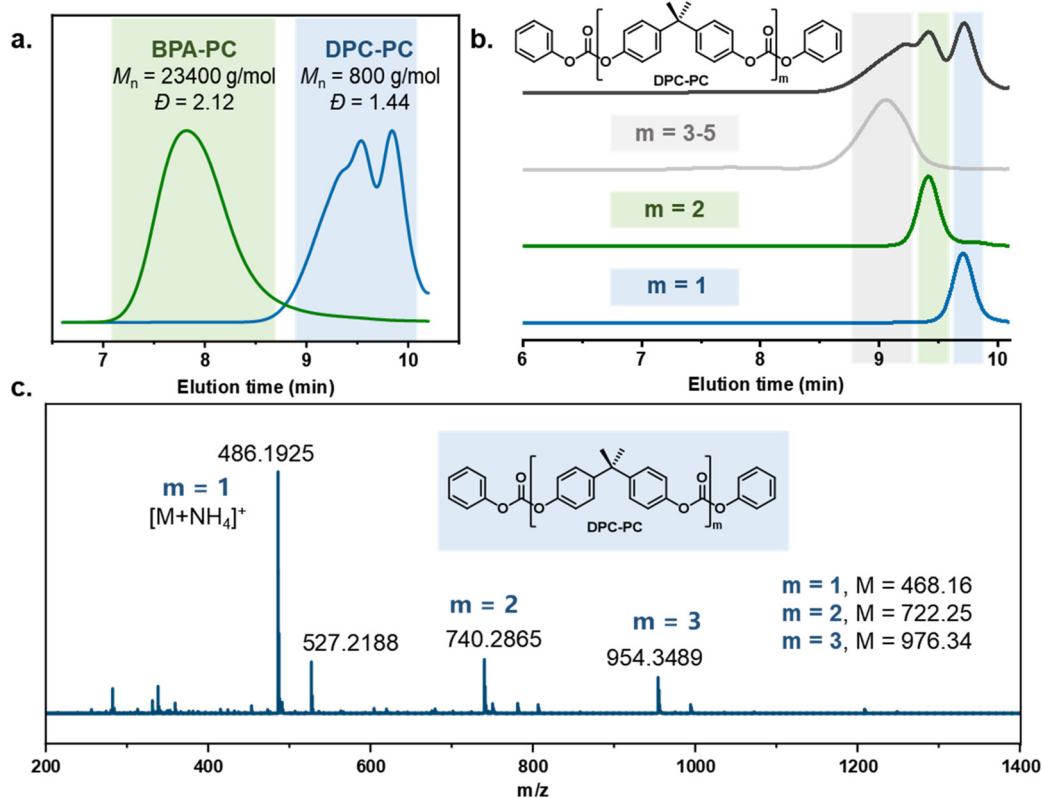 a.
BPA-PC
Mn = 23400 g/mol
Đ = 2.12
DPC-PC
Mn = 800 g/mol
Đ = 1.44
7 8 9 10
Elution time (min)
b.
O O O O O O
m
DPC-PC
m = 3-5
m = 2
m = 1
6 7 8 9 10
Elution time (min)
c.
486.1925
m = 1
[M+NH4]+
527.2188
m = 2
740.2865
m = 3
954.3489
O O O O O O
m
DPC-PC
m = 1, M = 468.16
m = 2, M = 722.25
m = 3, M = 976.34
200 400 600 800 1000 1200 1400
m/z